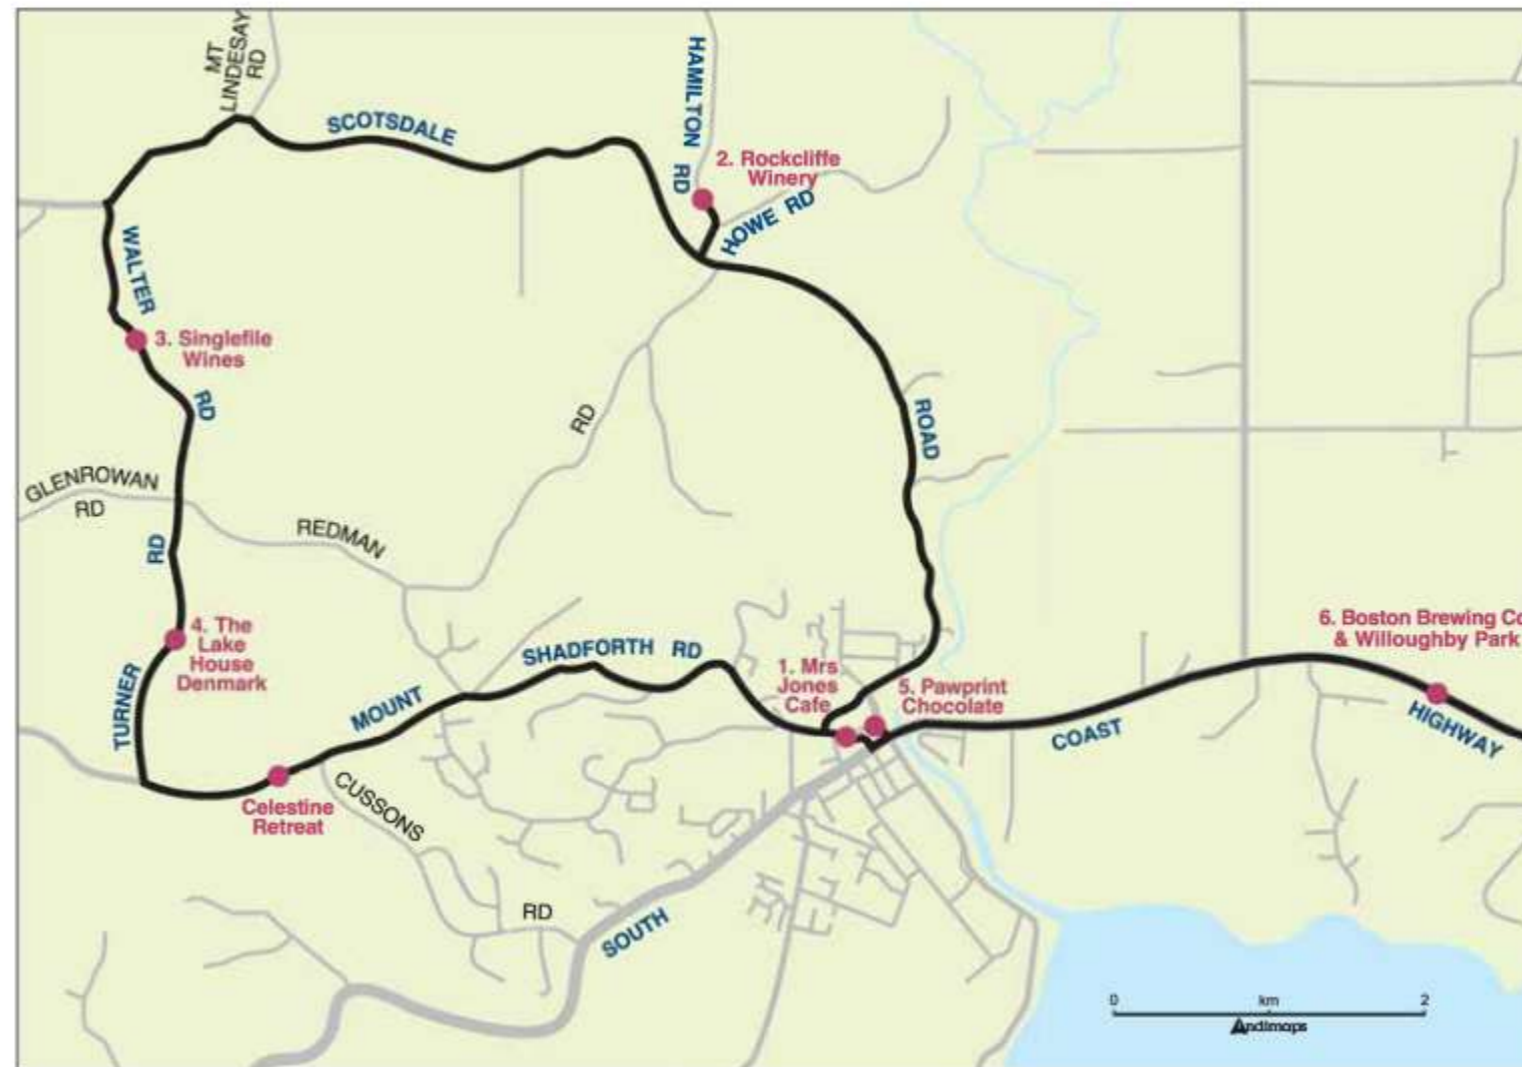 MT
LINDESAY
RD
SCOTSDALE
HAMILTON
RD
2. Rockcliffe
Winery
HOWE RD
WALTER
3. Singlefile
Wines
RD
ROAD
RD
GLENROWAN
RD
REDMAN
RD
4. The
Lake
House
Denmark
SHADFORTH RD
1. Mrs
Jones
Cafe
5. Pawprint
Chocolate
6. Boston Brewing Co
& Willoughby Park
TURNER
MOUNT
COAST
HIGHWAY
Celestine
Retreat
CUSSONS
RD
SOUTH
0 km 2
Andimaps